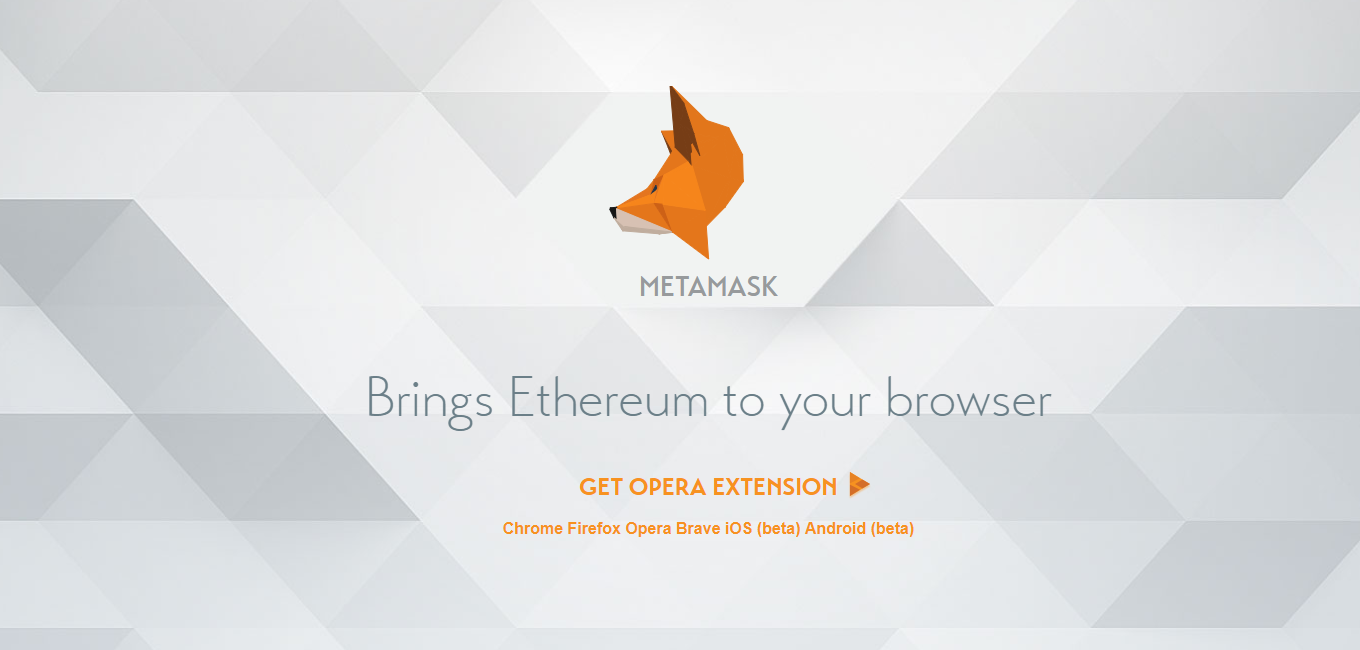 METAMASK
Brings Ethereum to your browser
GET OPERA EXTENSION
Chrome Firefox Opera Brave iOS (beta) Android (beta)